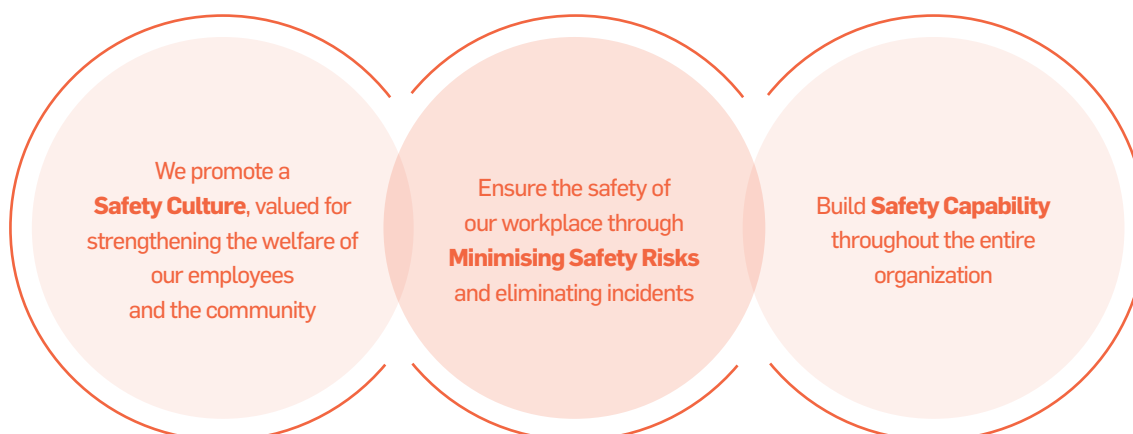 We promote a
Safety Culture, valued for
strengthening the welfare of
our employees
and the community
Ensure the safety of
our workplace through
Minimising Safety Risks
and eliminating incidents
Build Safety Capability
throughout the entire
organization